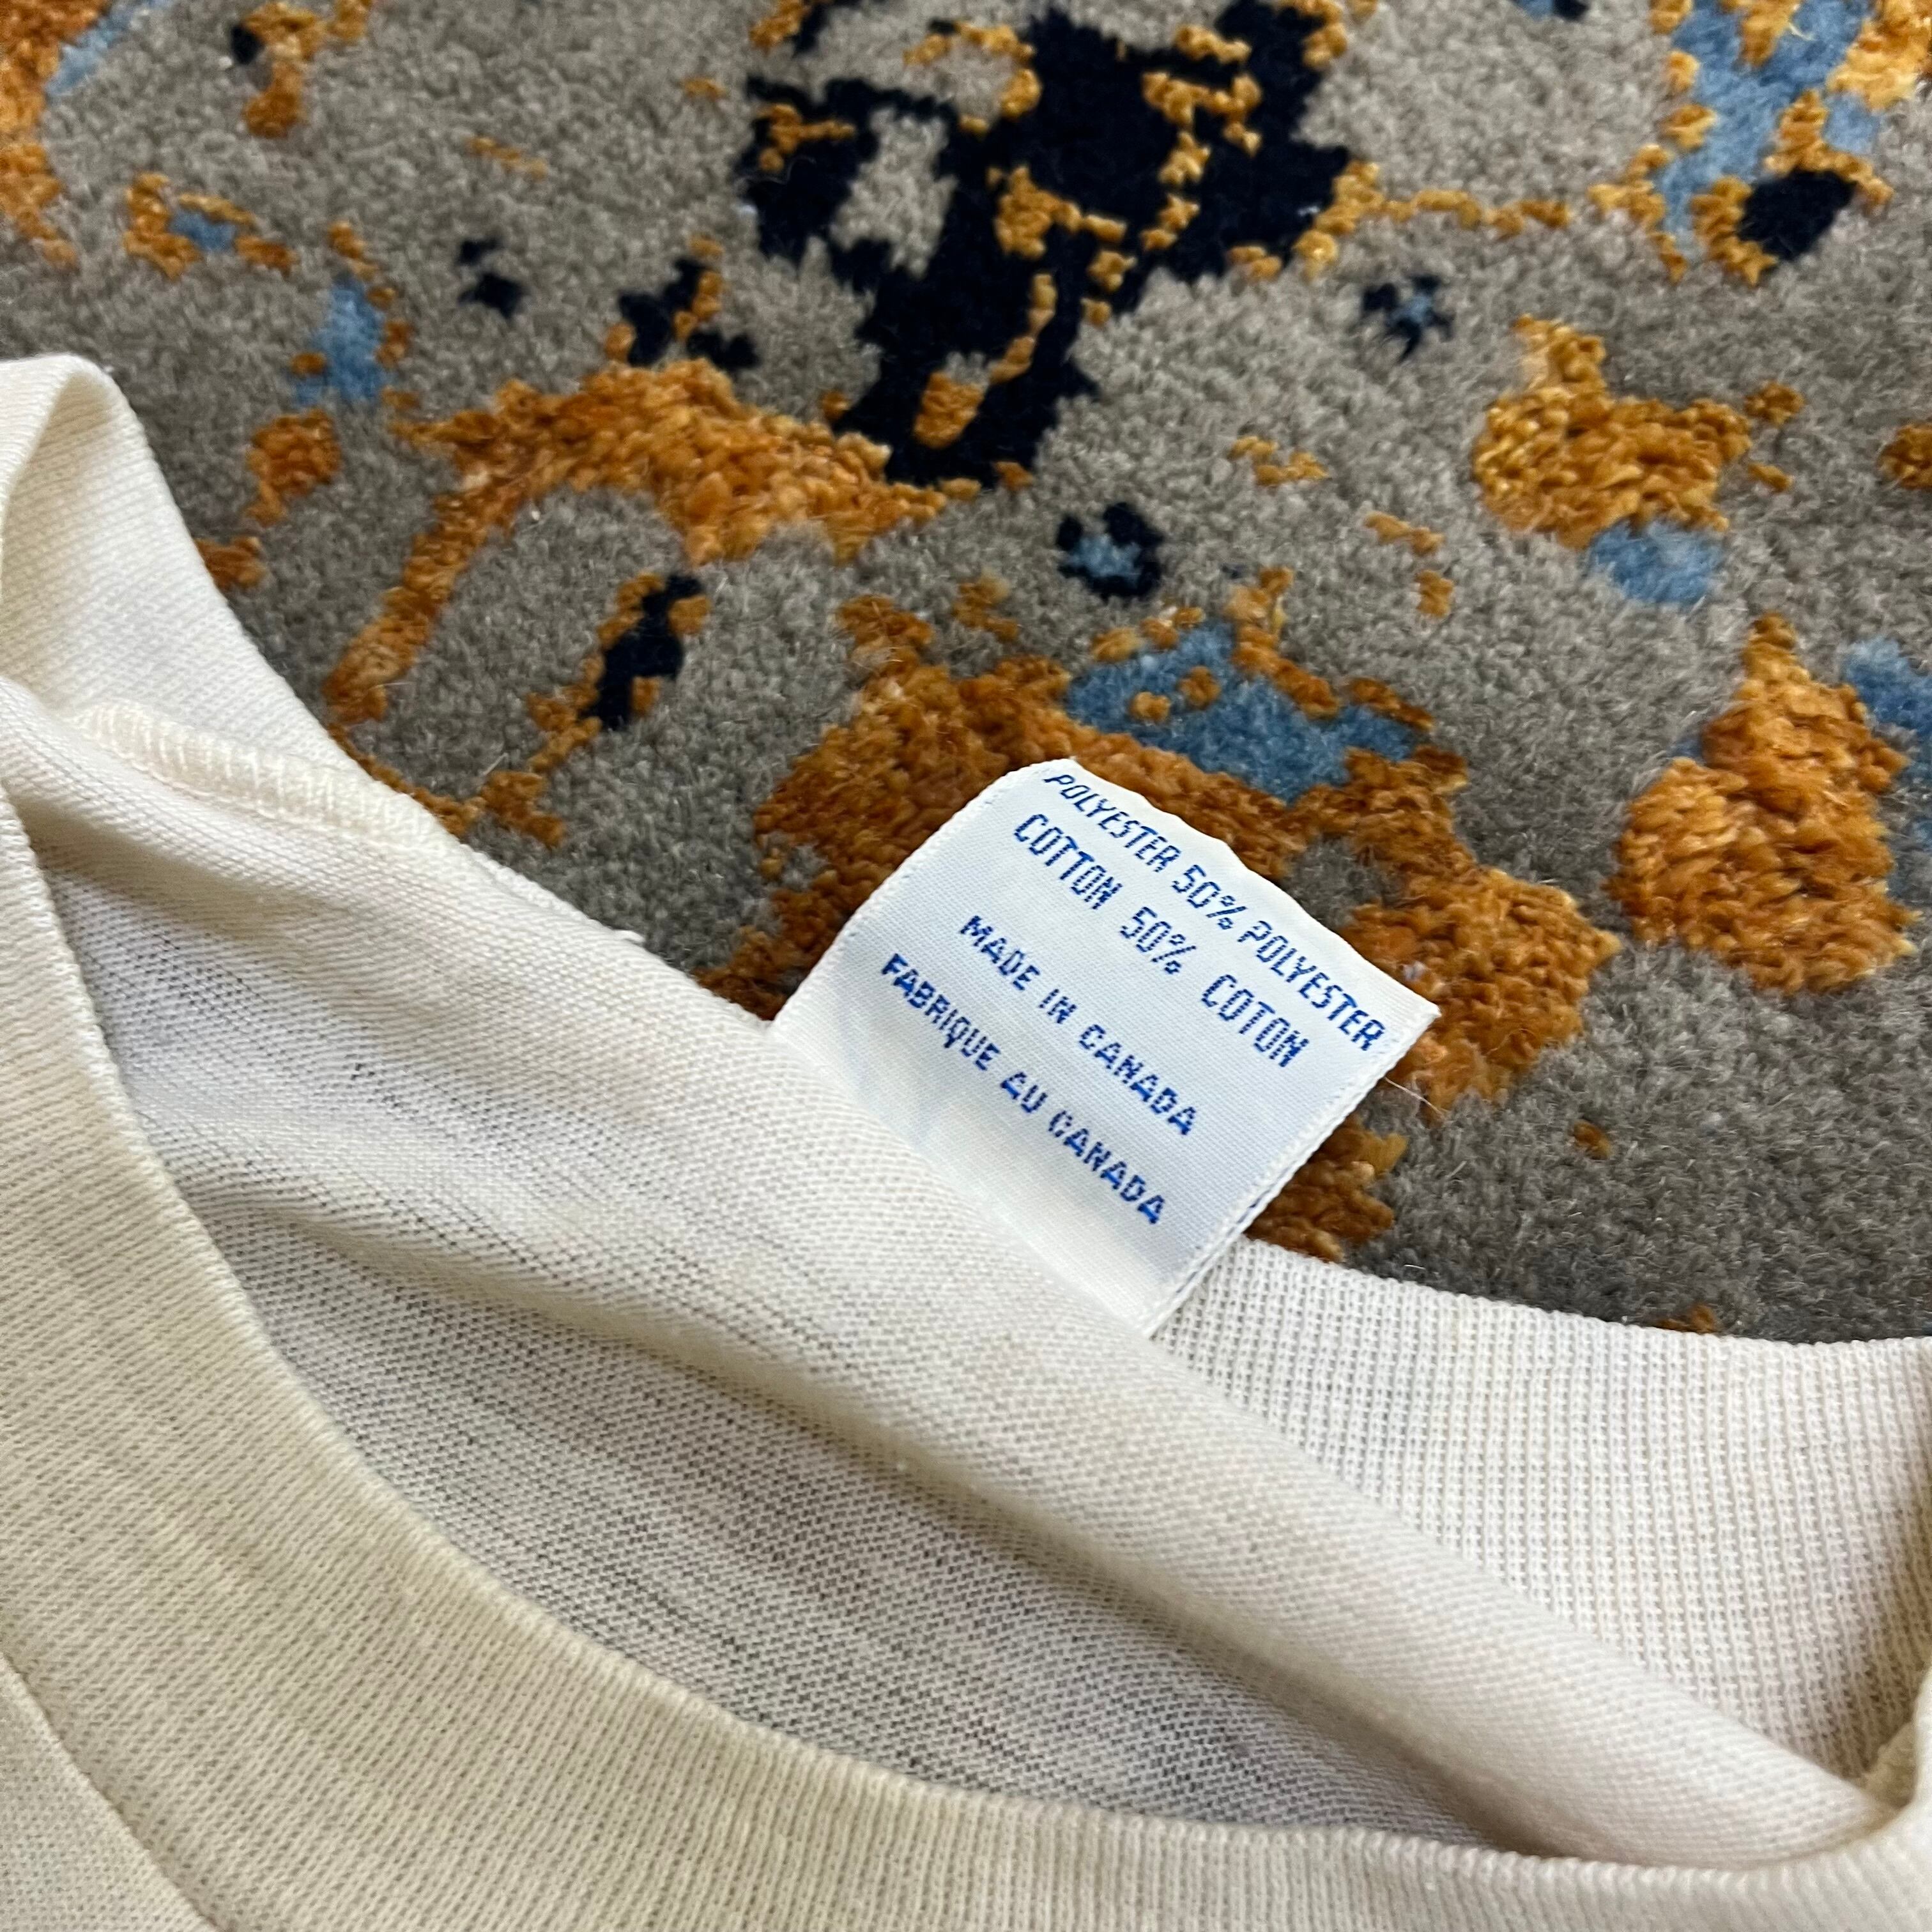 POLYESTER 50% POLYESTER
COTTON 50% COTON
MADE IN CANADA
FABRIQUE AU CANADA